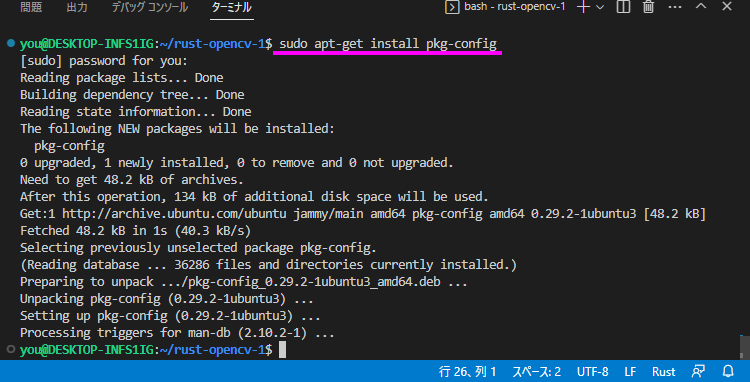 問題 出力 デバッグ コンソール ターミナル bash - rust-opencv-1
you@DESKTOP-INFS1IG:~/rust-opencv-1$ sudo apt-get install pkg-config
[sudo] password for you:
Reading package lists... Done
Building dependency tree... Done
Reading state information... Done
The following NEW packages will be installed:
  pkg-config
0 upgraded, 1 newly installed, 0 to remove and 0 not upgraded.
Need to get 48.2 kB of archives.
After this operation, 134 kB of additional disk space will be used.
Get:1 http://archive.ubuntu.com/ubuntu jammy/main amd64 pkg-config amd64 0.29.2-1ubuntu3 [48.2 kB]
Fetched 48.2 kB in 1s (40.3 kB/s)
Selecting previously unselected package pkg-config.
(Reading database ... 36286 files and directories currently installed.)
Preparing to unpack .../pkg-config_0.29.2-1ubuntu3_amd64.deb ...
Unpacking pkg-config (0.29.2-1ubuntu3) ...
Setting up pkg-config (0.29.2-1ubuntu3) ...
Processing triggers for man-db (2.10.2-1) ...
you@DESKTOP-INFS1IG:~/rust-opencv-1$
行 26、列 1 スペース: 2 UTF-8 LF Rust